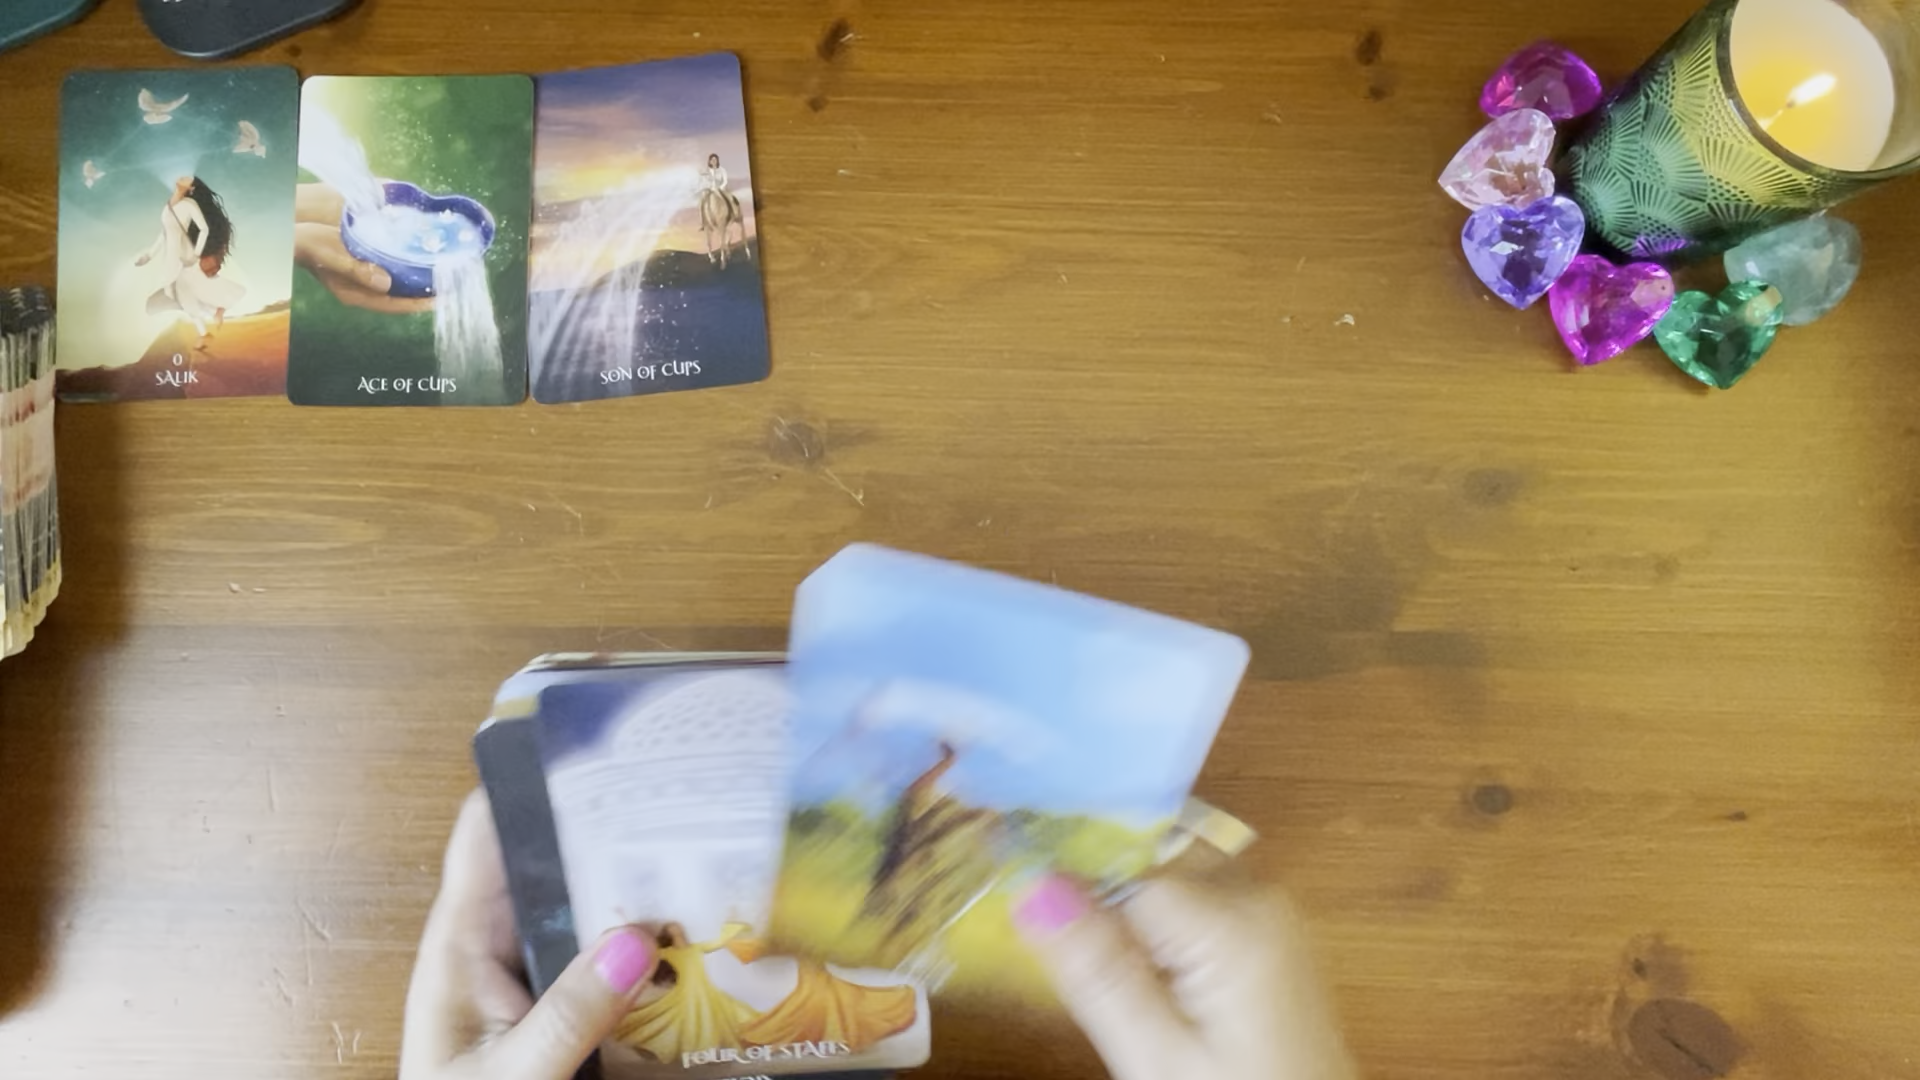 0
SALIK
ACE OF CUPS
SON OF CUPS
FOUR OF STAFFS